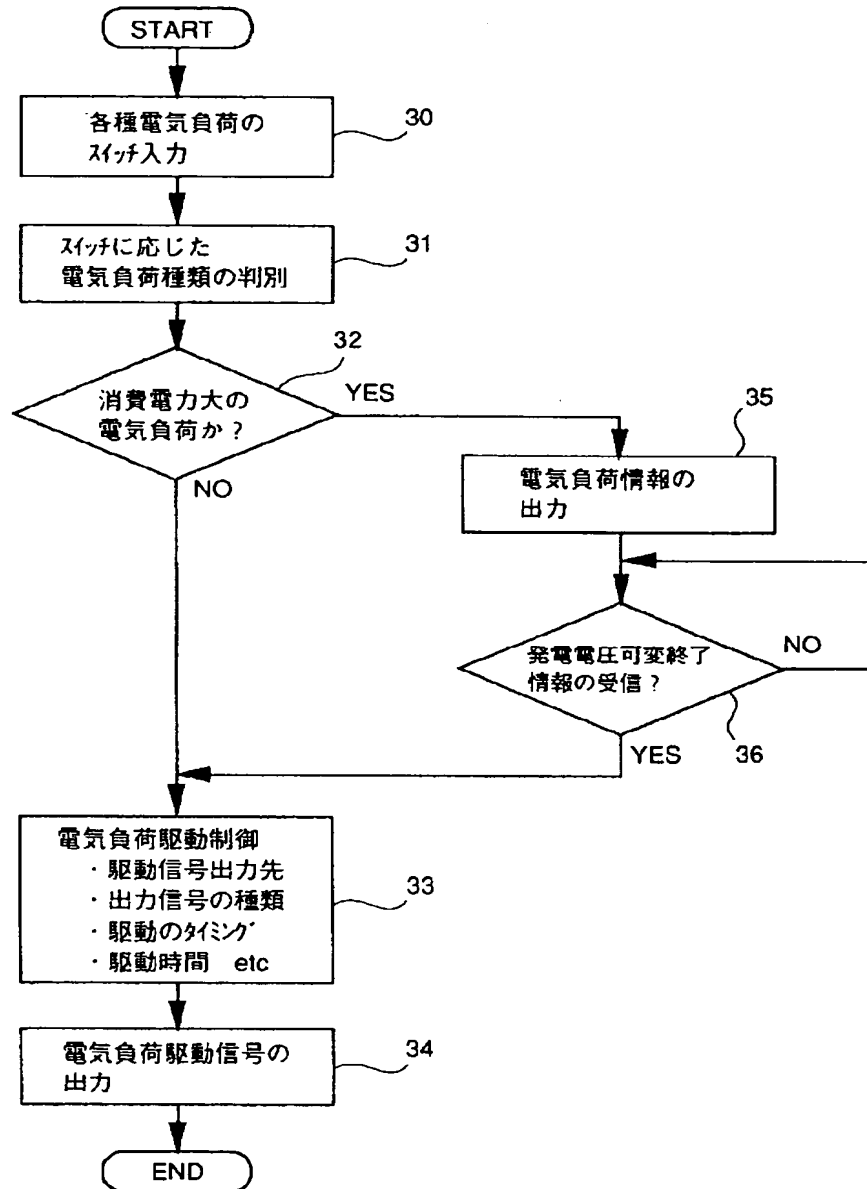 START
各種電気負荷の
スイッチ入力
30
スイッチに応じた
電気負荷種類の判別
31
32
消費電力大の
電気負荷か？
YES
NO
35
電気負荷情報の
出力
発電電圧可変終了
情報の受信？
NO
YES
36
電気負荷駆動制御
・駆動信号出力先
・出力信号の種類
・駆動のタイミング
・駆動時間 etc
33
電気負荷駆動信号の
出力
34
END